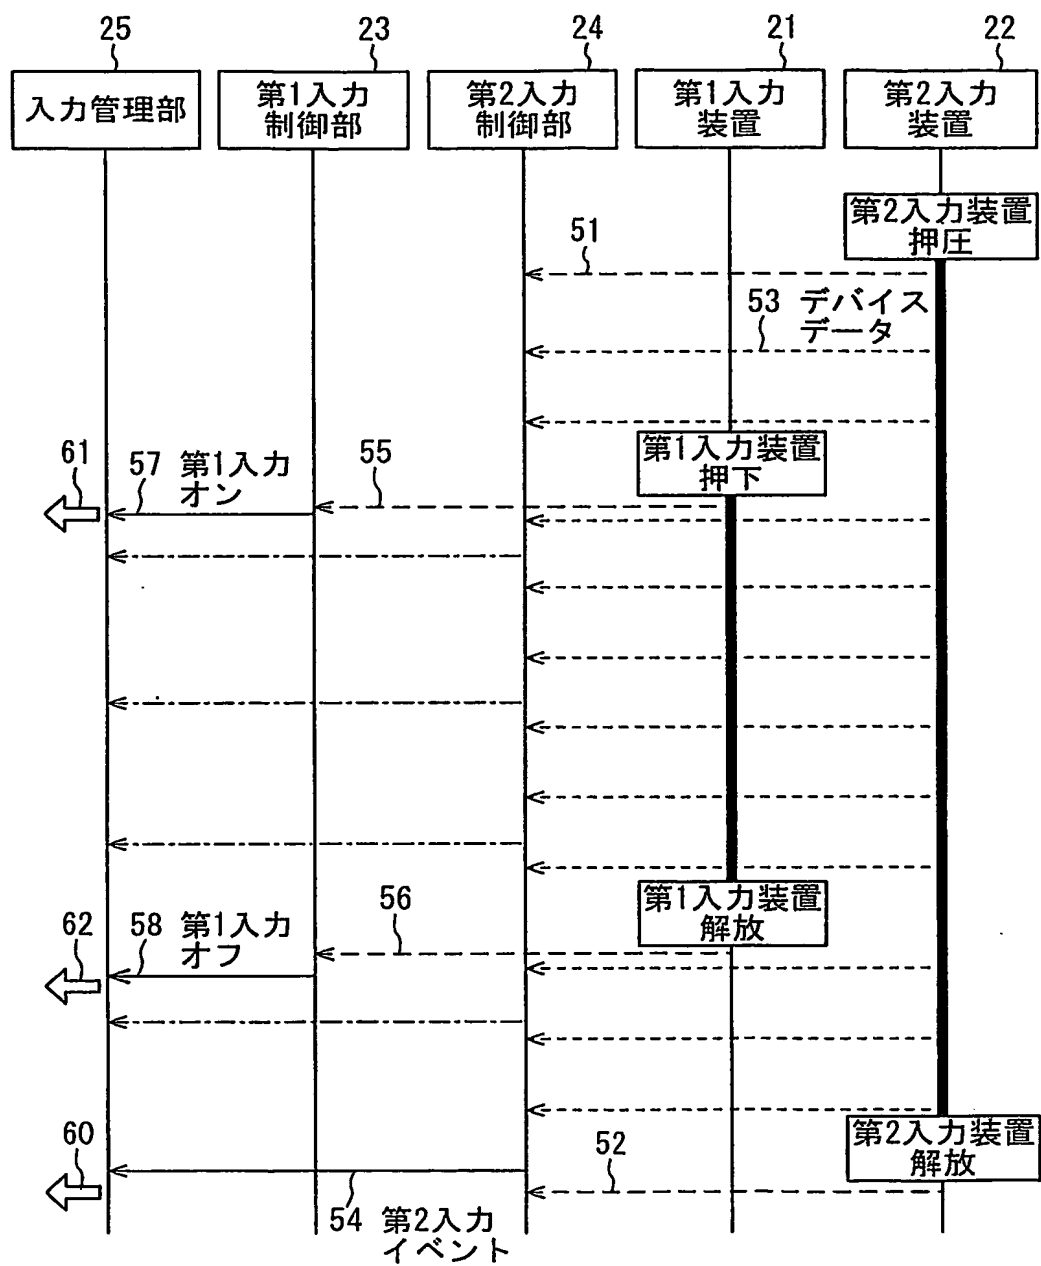 25
23
24
21
22
入力管理部
第1入力
制御部
第2入力
制御部
第1入力
装置
第2入力
装置
第2入力装置
押圧
51
53 デバイス
データ
第1入力装置
押下
61
57 第1入力
オン
55
第1入力装置
解放
62
58 第1入力
オフ
56
60
52
第2入力装置
解放
54 第2入力
イベント